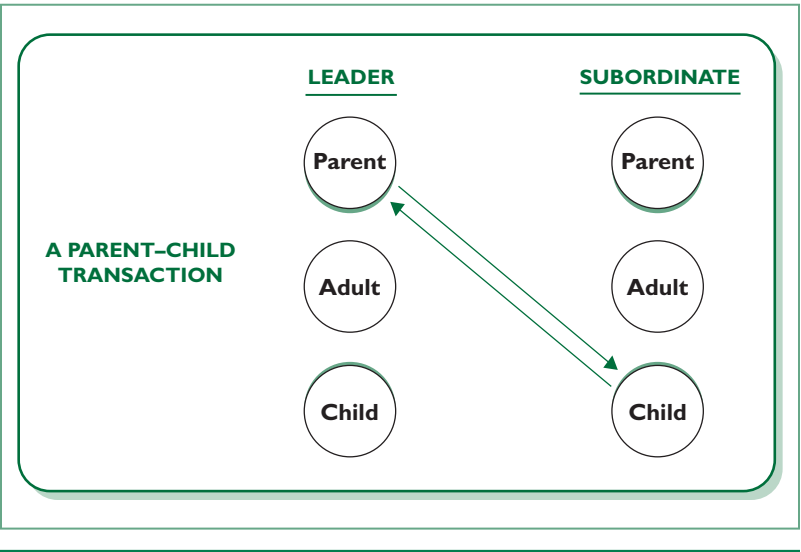 LEADER
SUBORDINATE
Parent
Parent
A PARENT–CHILD
TRANSACTION
Adult
Adult
Child
Child